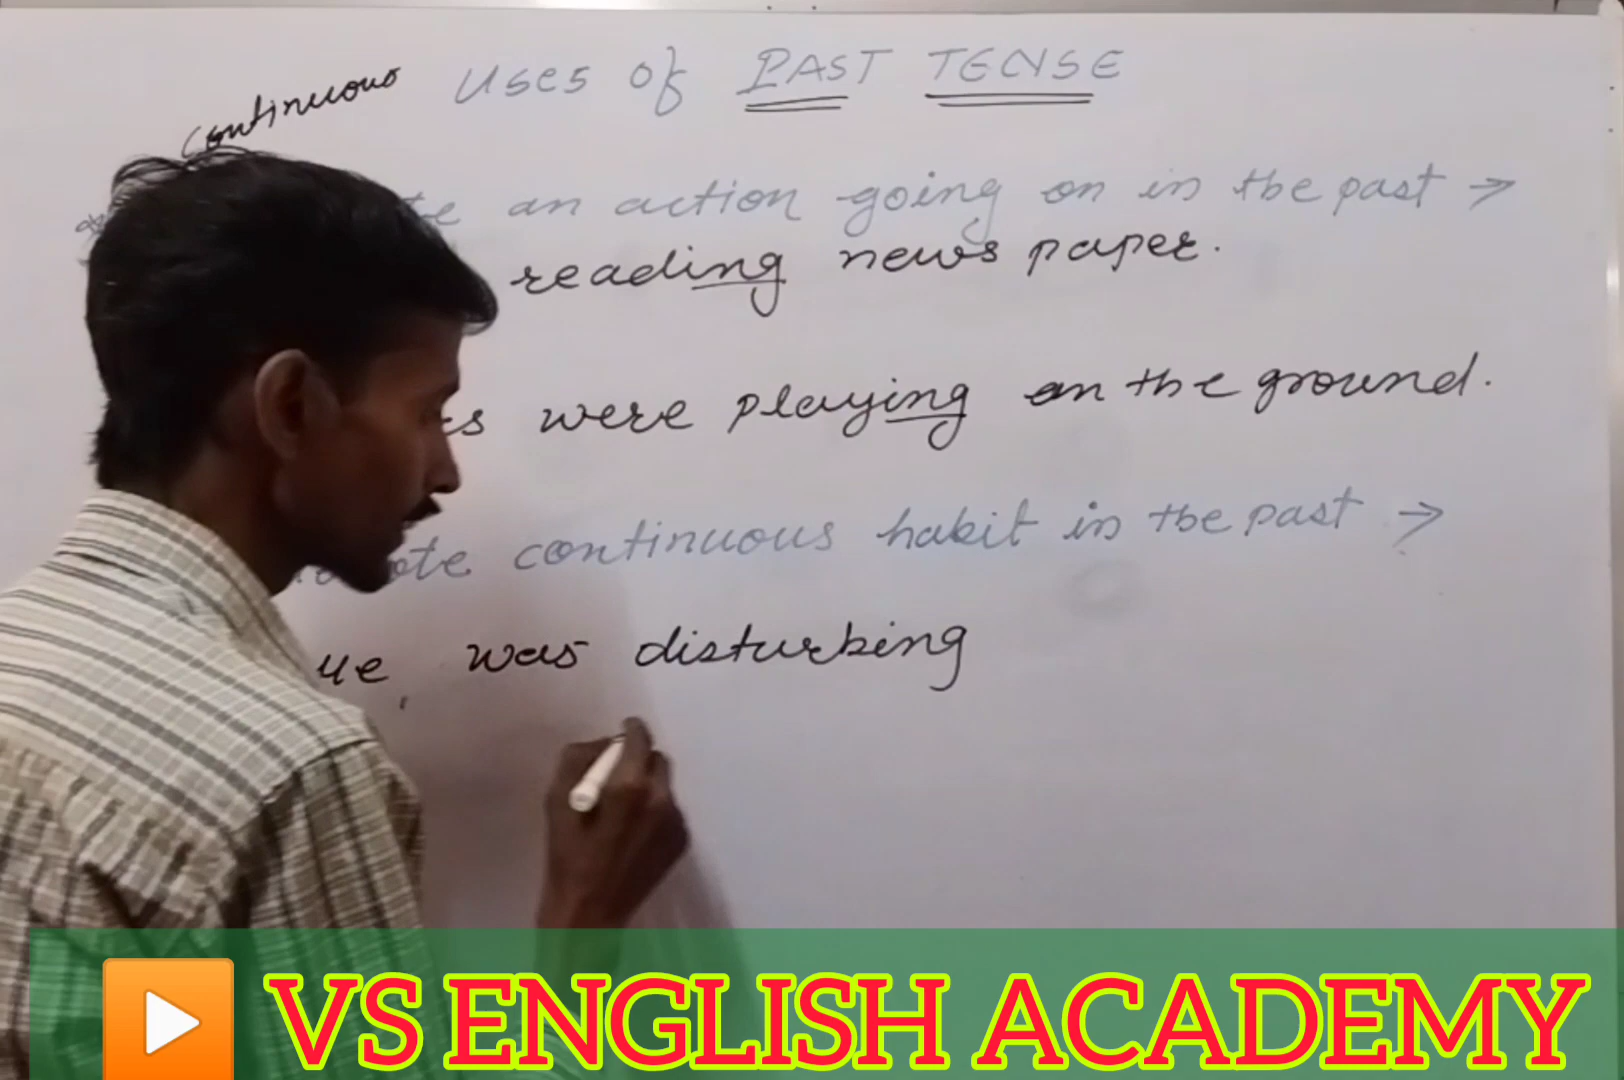 continuous Uses of PAST TENSE
an action going on in the past →
reading news paper.
were playing on the ground.
continuous habit in the past →
He was disturbing
VS ENGLISH ACADEMY